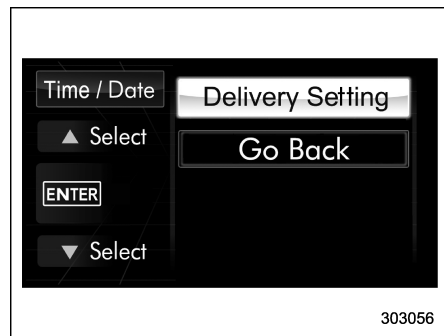 Time / Date
Delivery Setting
▲ Select
Go Back
ENTER
▼ Select
303056